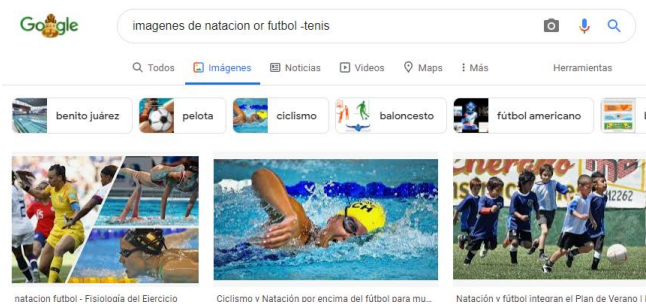 Google
imagenes de natacion or futbol -tenis
Todos Imágenes Noticias Videos Maps Más Herramientas
benito juárez pelota ciclismo baloncesto fútbol americano
natacion futbol - Fisiología del Ejercicio
Ciclismo y Natación por encima del fútbol para mu...
Natación y fútbol integran el Plan de Verano |